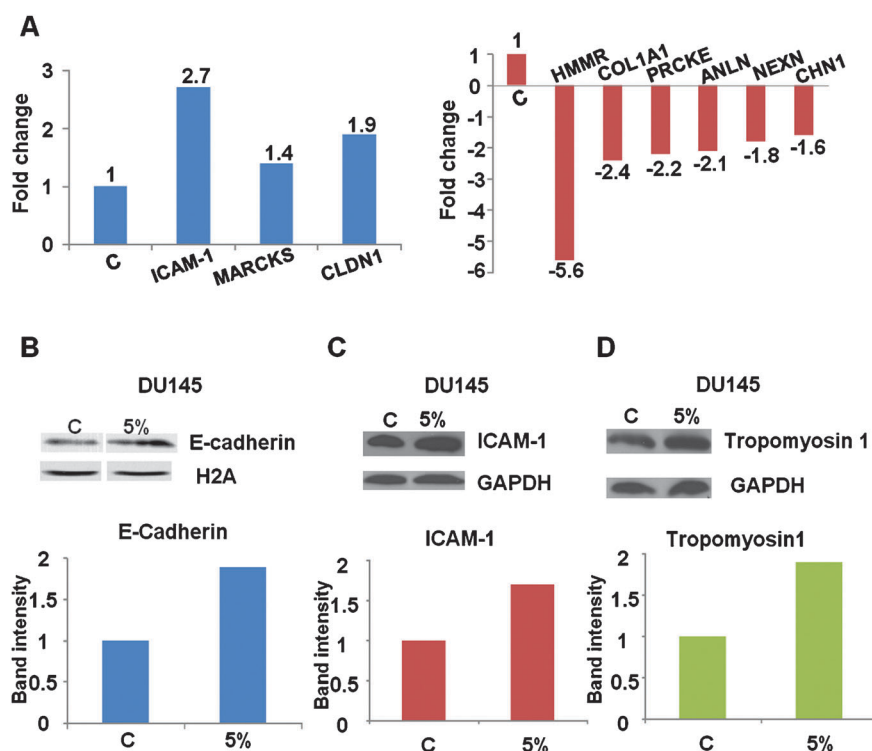 A
Fold change
3
2
1
0
1
2.7
1.4
1.9
C
ICAM-1
MARCKS
CLDN1
Fold change
1
0
-1
-2
-3
-4
-5
-6
1
C
HMMR
COL1A1
PRCKE
ANLN
NEXN
CHN1
-5.6
-2.4
-2.2
-2.1
-1.8
-1.6
B
DU145
C 5%
E-cadherin
H2A
E-Cadherin
Band intensity
2
1.5
1
0.5
0
C 5%
C
DU145
C 5%
ICAM-1
GAPDH
ICAM-1
Band intensity
2
1.5
1
0.5
0
C 5%
D
DU145
C 5%
Tropomyosin 1
GAPDH
Tropomyosin1
Band intensity
2
1.5
1
0.5
0
C 5%